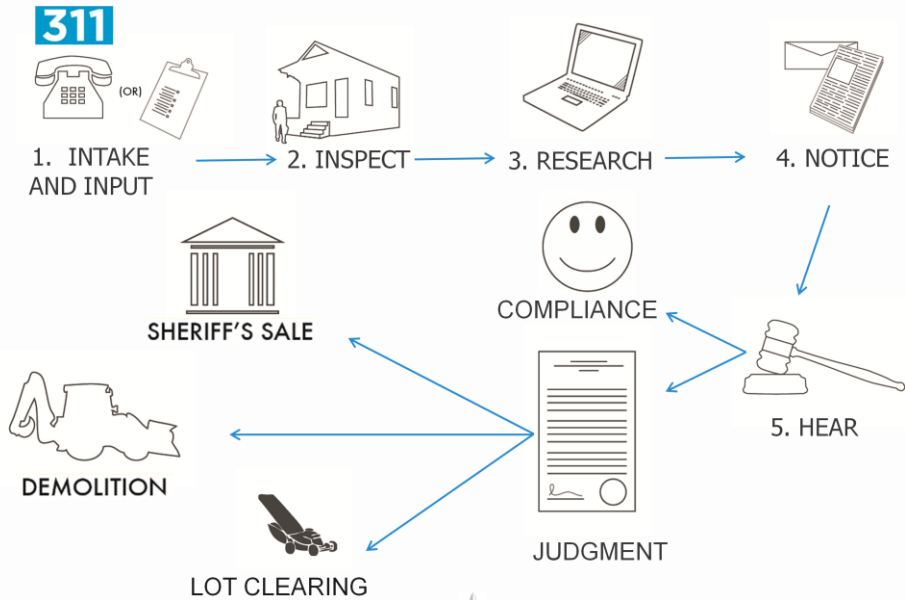 311
(OR)
1. INTAKE
AND INPUT
2. INSPECT
3. RESEARCH
4. NOTICE
COMPLIANCE
SHERIFF'S SALE
5. HEAR
DEMOLITION
JUDGMENT
LOT CLEARING